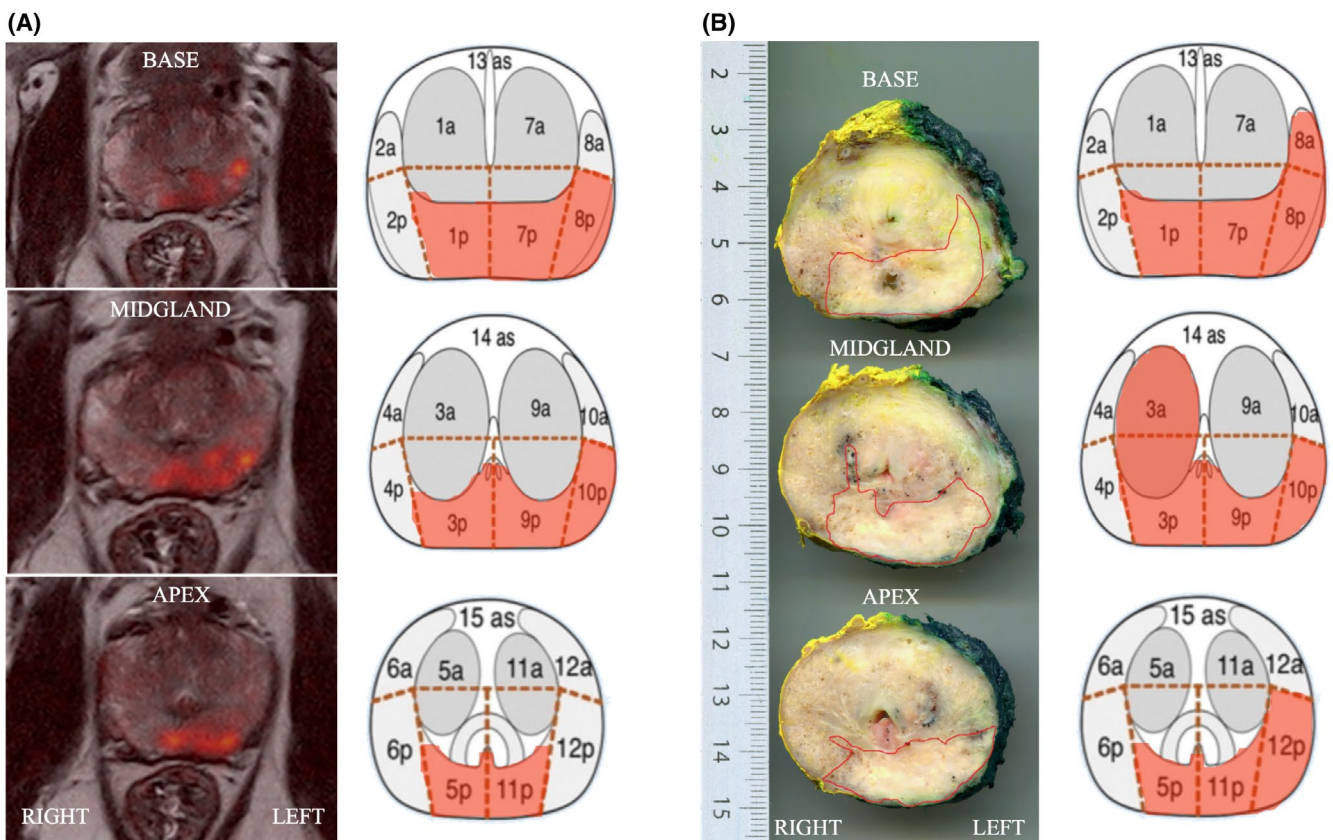 (A)
BASE
13 as
1a 7a
2a 8a
2p 1p 7p 8p
MIDGLAND
14 as
4a 3a 9a 10a
4p 3p 9p 10p
APEX
15 as
6a 5a 11a 12a
6p 5p 11p 12p
RIGHT LEFT
(B)
2
3
4
5
6
7
8
9
10
11
12
13
14
15
BASE
13 as
1a 7a 8a
2a
2p 1p 7p 8p
MIDGLAND
14 as
4a 3a 9a 10a
4p 3p 9p 10p
APEX
15 as
6a 5a 11a 12a
6p 5p 11p 12p
RIGHT LEFT